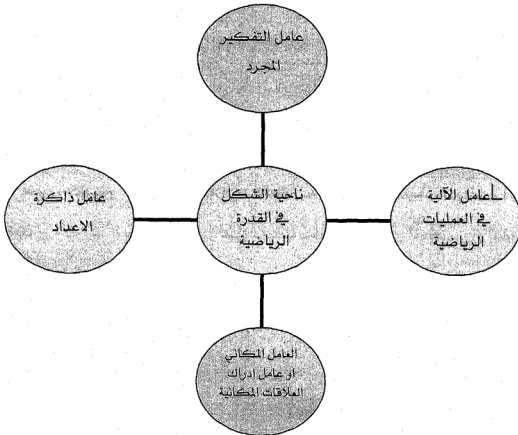 عامل التفكير
المجرد
أعامل الآلية
في العمليات
الرياضية
ناحية الشكل
في القدرة
الرياضية
عامل ذاكرة
الاعداد
العامل المكاني
او عامل ادراك
العلاقات المكانية